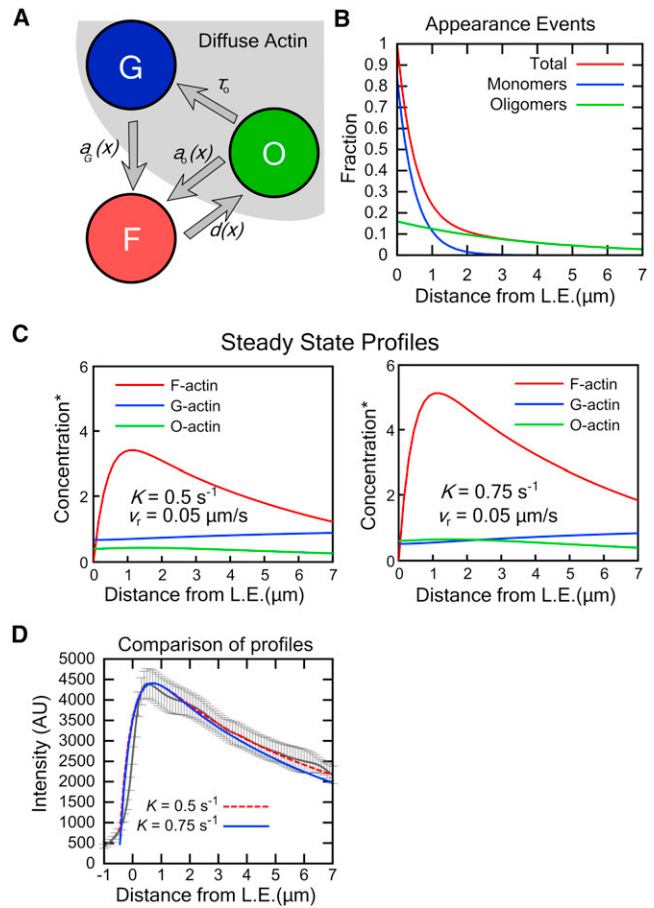 A
Diffuse Actin
G
τo
O
aG(x)
ao(x)
d(x)
F
B
Appearance Events
Total
Monomers
Oligomers
Fraction
1
0.9
0.8
0.7
0.6
0.5
0.4
0.3
0.2
0.1
0
0 1 2 3 4 5 6 7
Distance from L.E.(μm)
C
Steady State Profiles
F-actin
G-actin
O-actin
Concentration*
6
4
2
0
K = 0.5 s-1
vr = 0.05 μm/s
0 1 2 3 4 5 6 7
Distance from L.E.(μm)
F-actin
G-actin
O-actin
Concentration*
6
4
2
0
K = 0.75 s-1
vr = 0.05 μm/s
0 1 2 3 4 5 6 7
Distance from L.E.(μm)
D
Comparison of profiles
Intensity (AU)
5000
4500
4000
3500
3000
2500
2000
1500
1000
500
0
K = 0.5 s-1
K = 0.75 s-1
-1 0 1 2 3 4 5 6 7
Distance from L.E.(μm)